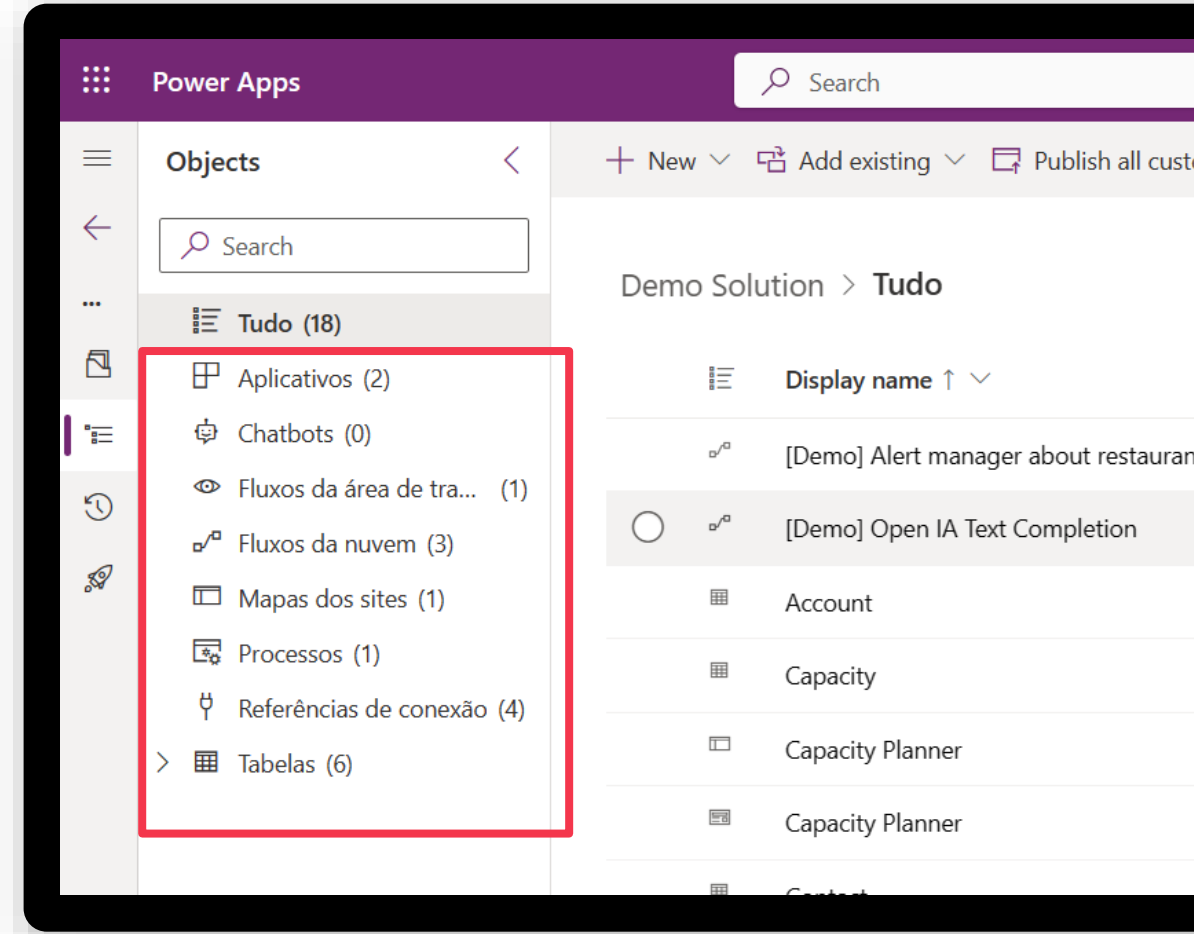 Power Apps
Search
Objects
New
Add existing
Publish all
Search
Demo Solution > Tudo
Tudo (18)
Aplicativos (2)
Display name ↑
Chatbots (0)
[Demo] Alert manager about
Fluxos da área de tra... (1)
[Demo] Open IA Text Completion
Fluxos da nuvem (3)
Mapas dos sites (1)
Account
Processos (1)
Capacity
Referências de conexão (4)
Capacity Planner
Tabelas (6)
Capacity Planner